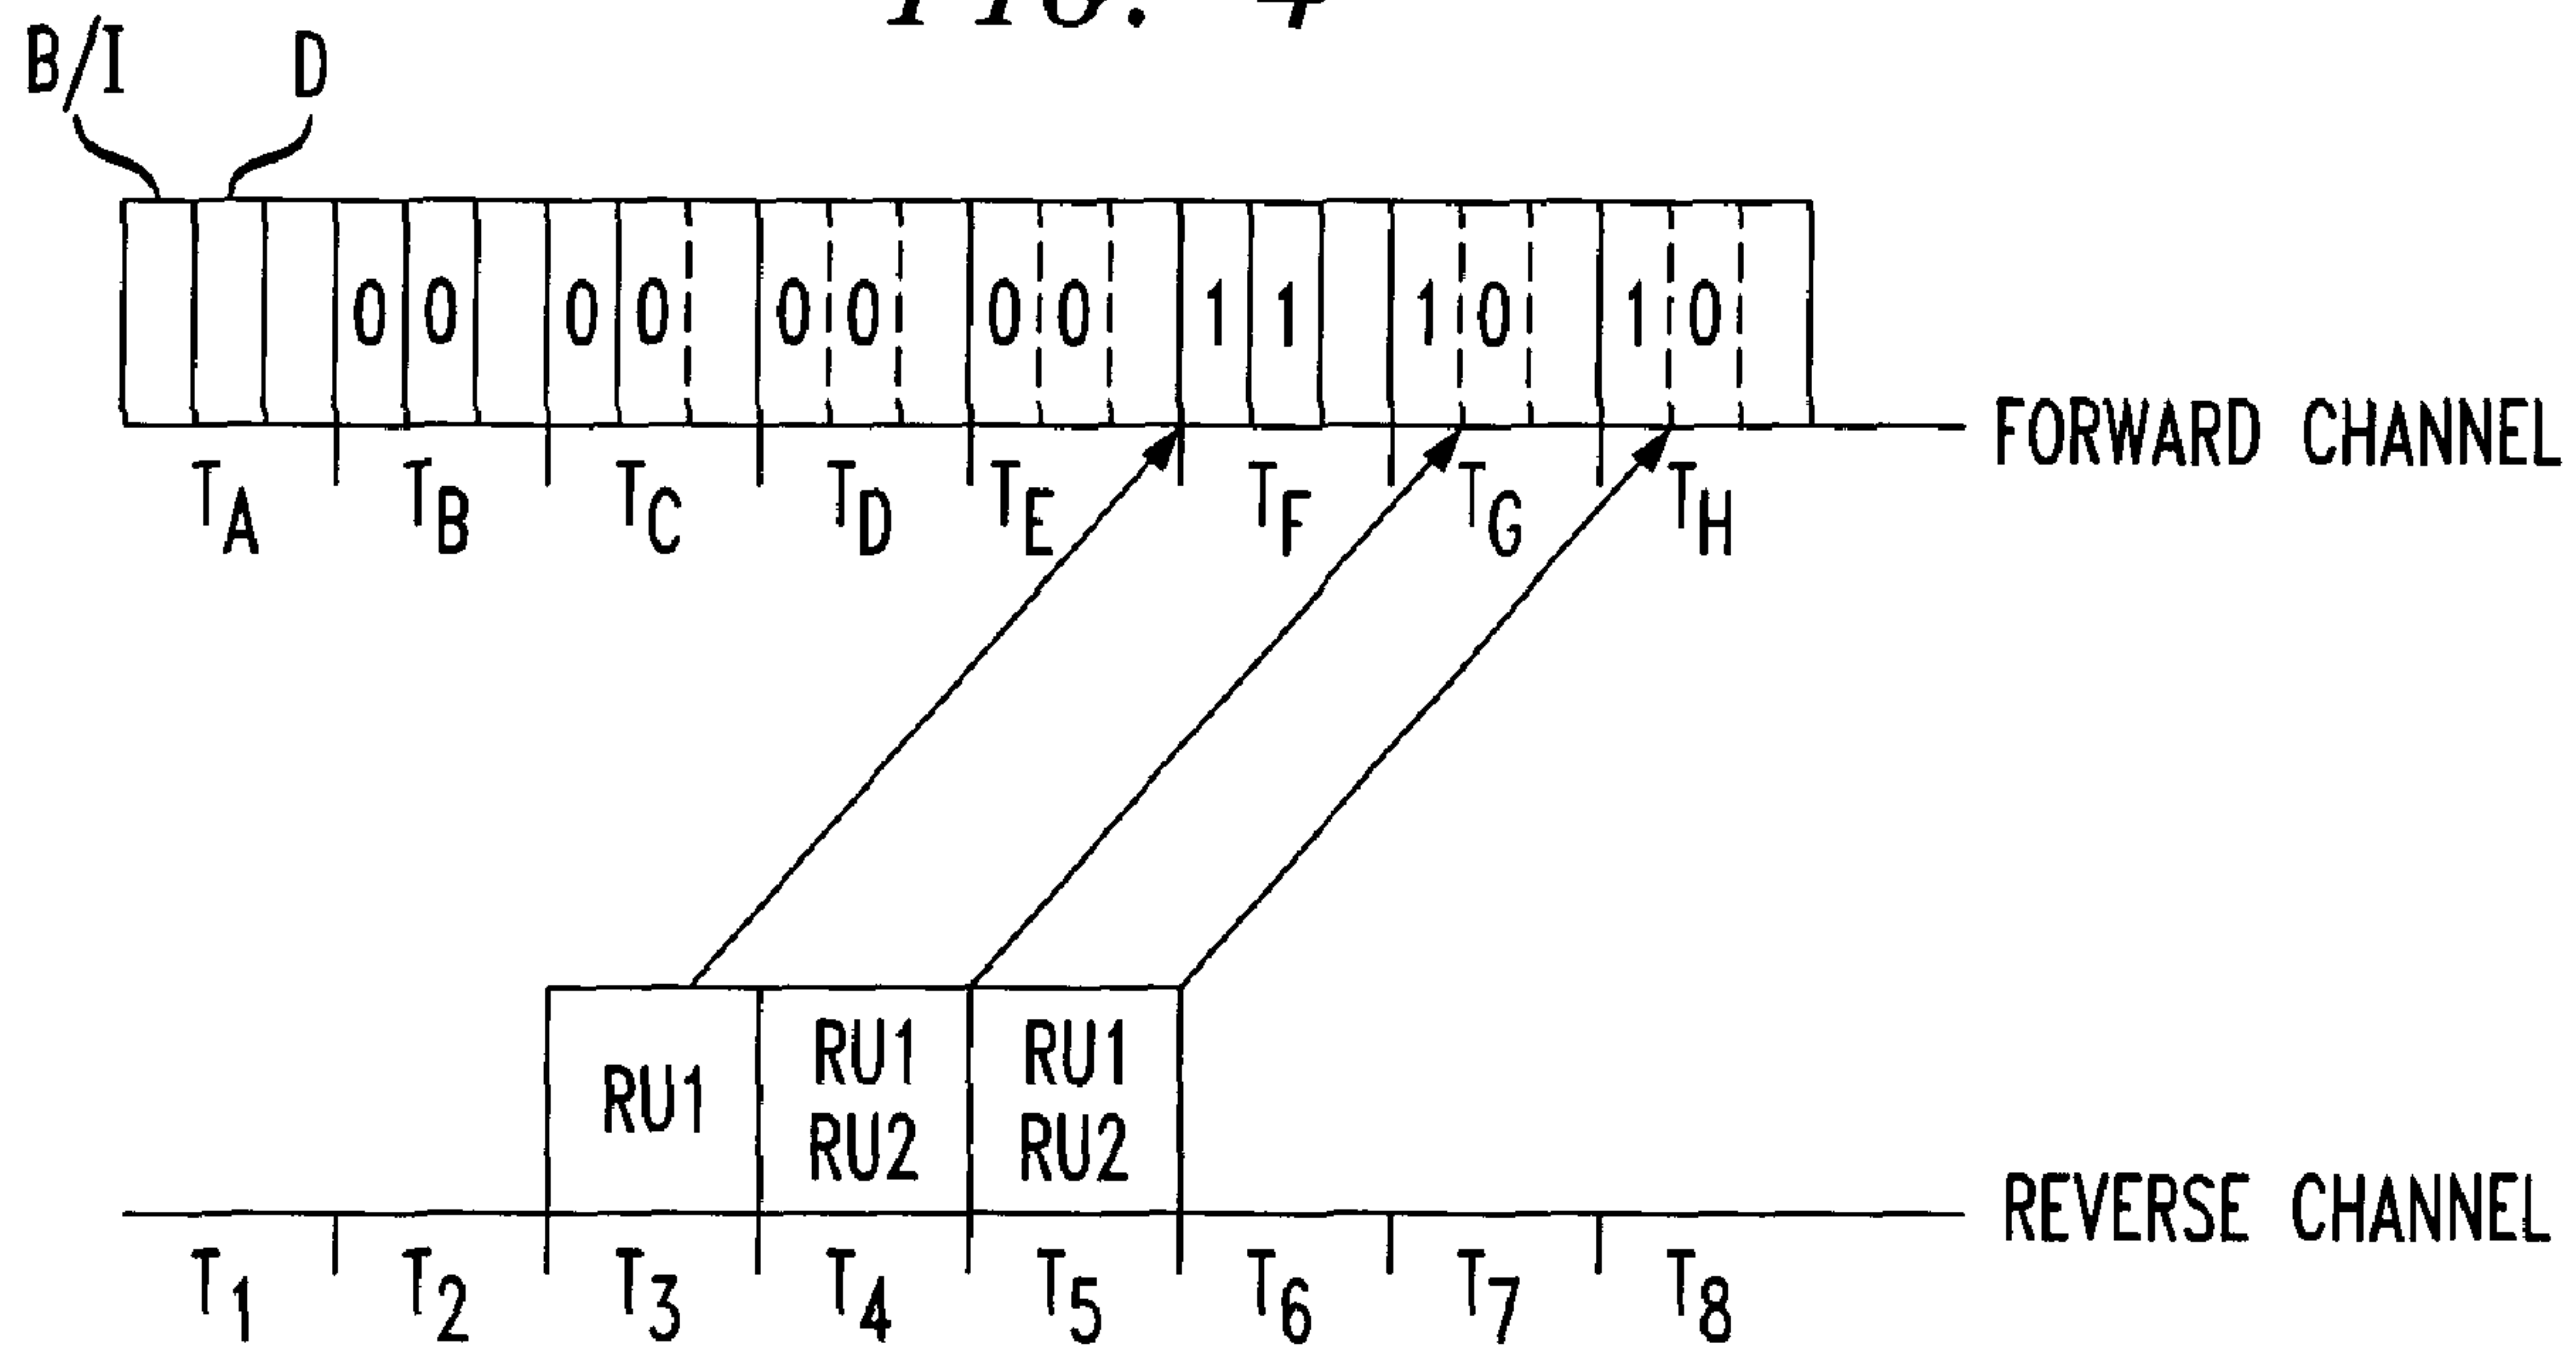 FIG. 4
B/I D
0 0 0 0 0 0 0 0 1 1 1 0 1 0
FORWARD CHANNEL
TA TB TC TD TE TF TG TH
RU1 RU1 RU2 RU1 RU2
REVERSE CHANNEL
T1 T2 T3 T4 T5 T6 T7 T8